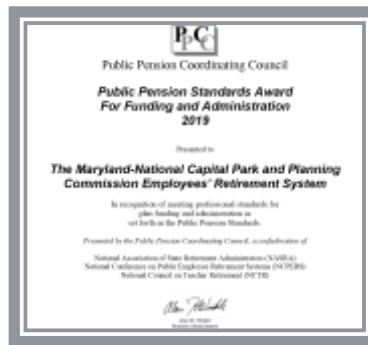 PPCC
Public Pension Coordinating Council
Public Pension Standards Award
For Funding and Administration
2019
Presented to
The Maryland-National Capital Park and Planning
Commission Employees' Retirement System
In recognition of meeting professional standards for
plan funding and administration as
set forth in the Public Pension Standards.
Presented by the Public Pension Coordinating Council, a confederation of
National Association of State Retirement Administrators (NASRA)
National Conference on Public Employee Retirement Systems (NCPERS)
National Council on Teacher Retirement (NCTR)
Program Administrator